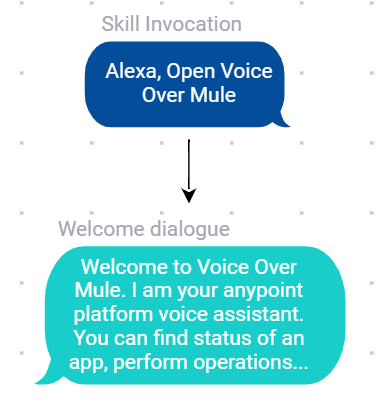 Skill Invocation
Alexa, Open Voice
Over Mule
Welcome dialogue
Welcome to Voice Over
Mule. I am your anypoint
platform voice assistant.
You can find status of an
app, perform operations...